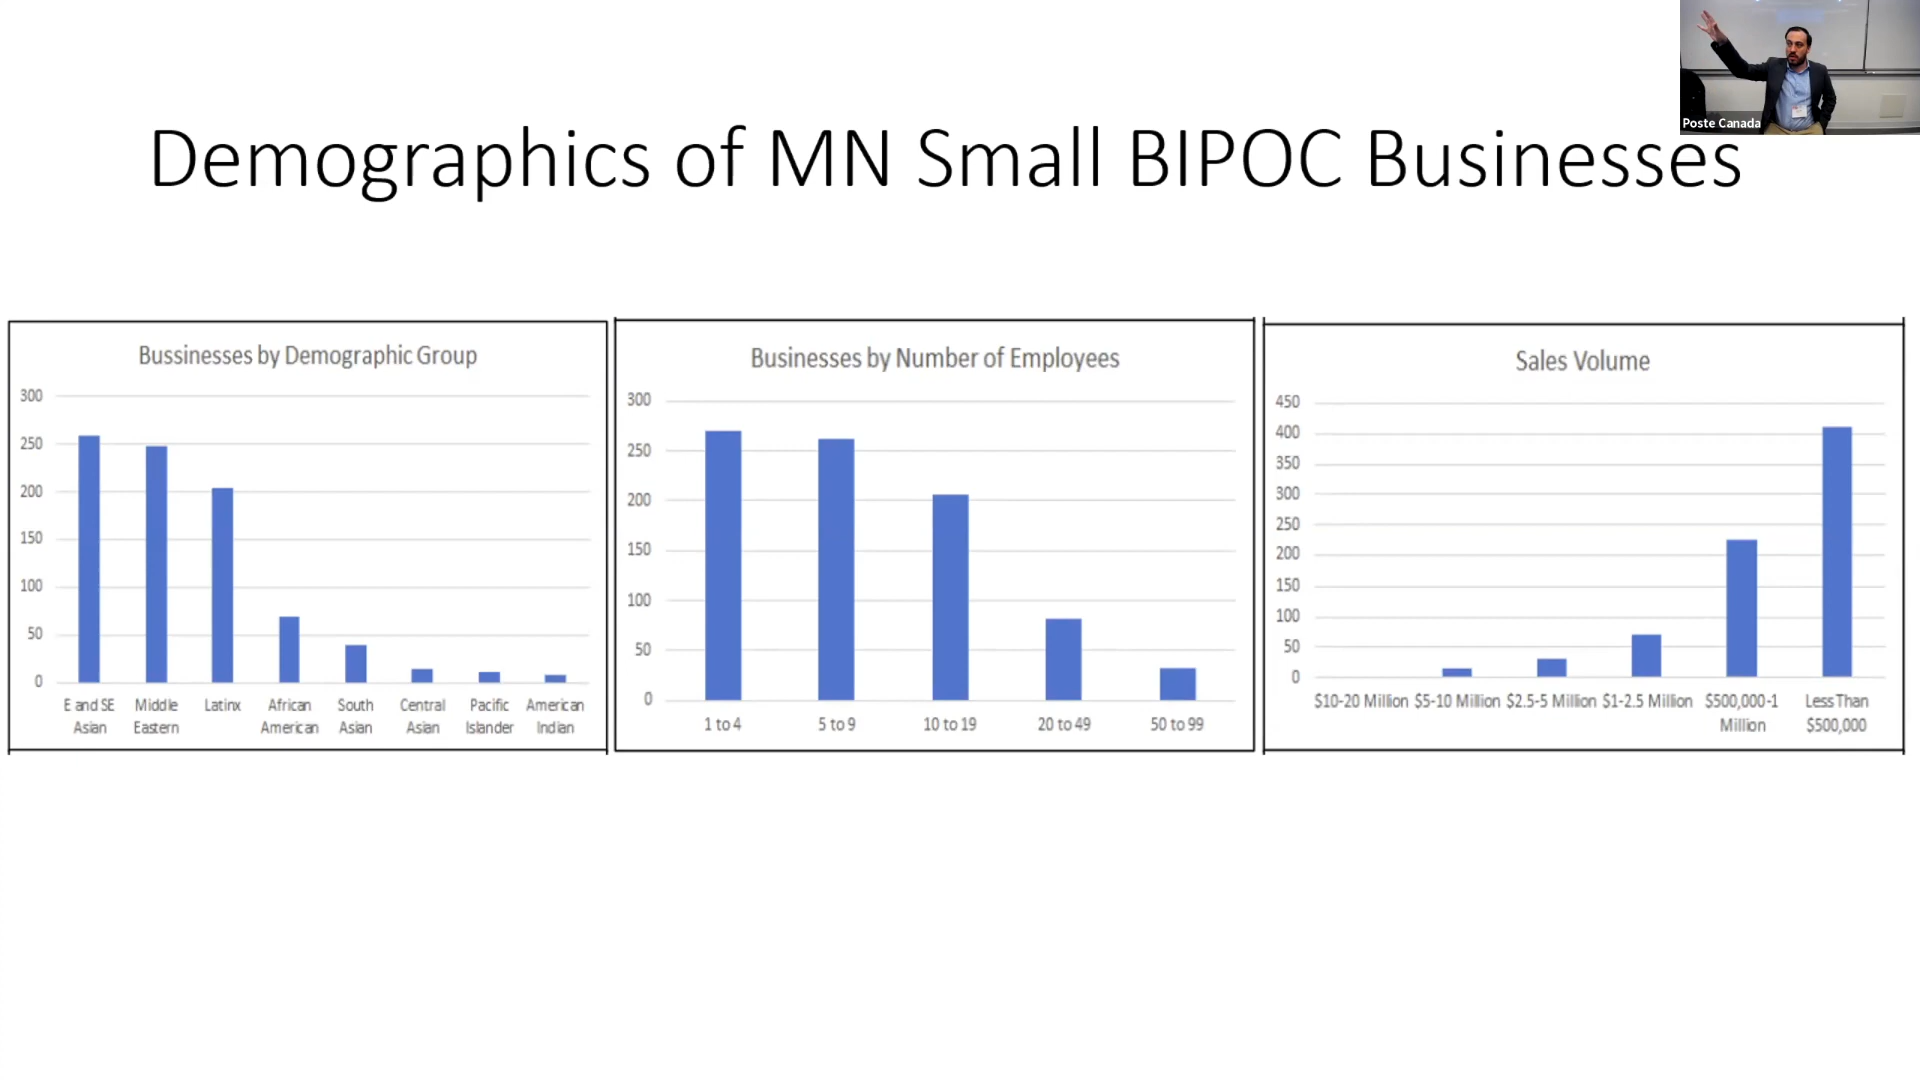 Poste Canada
Demographics of MN Small BIPOC Businesses
Bussinesses by Demographic Group
300
250
200
150
100
50
0
E and SE Asian
Middle Eastern
Latinx
African American
South Asian
Central Asian
Pacific Islander
American Indian
Businesses by Number of Employees
300
250
200
150
100
50
0
1 to 4
5 to 9
10 to 19
20 to 49
50 to 99
Sales Volume
450
400
350
300
250
200
150
100
50
0
$10-20 Million
$5-10 Million
$2.5-5 Million
$1-2.5 Million
$500,000-1 Million
Less Than $500,000